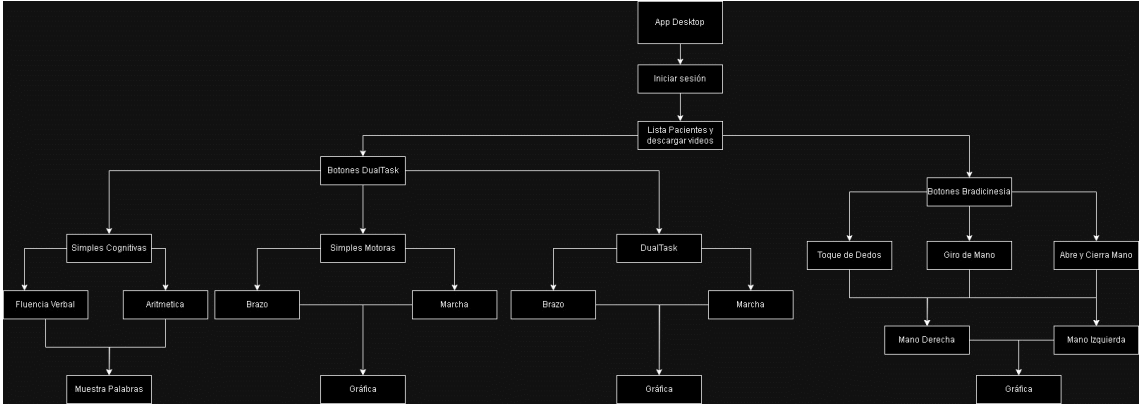 App Desktop
Iniciar sesión
Lista Pacientes y
descargar videos
Botones DualTask
Botones Bradicinesia
Simples Cognitivas
Simples Motoras
DualTask
Toque de Dedos
Giro de Mano
Abre y Cierra Mano
Fluencia Verbal
Aritmetica
Brazo
Marcha
Brazo
Marcha
Mano Derecha
Mano Izquierda
Muestra Palabras
Gráfica
Gráfica
Gráfica